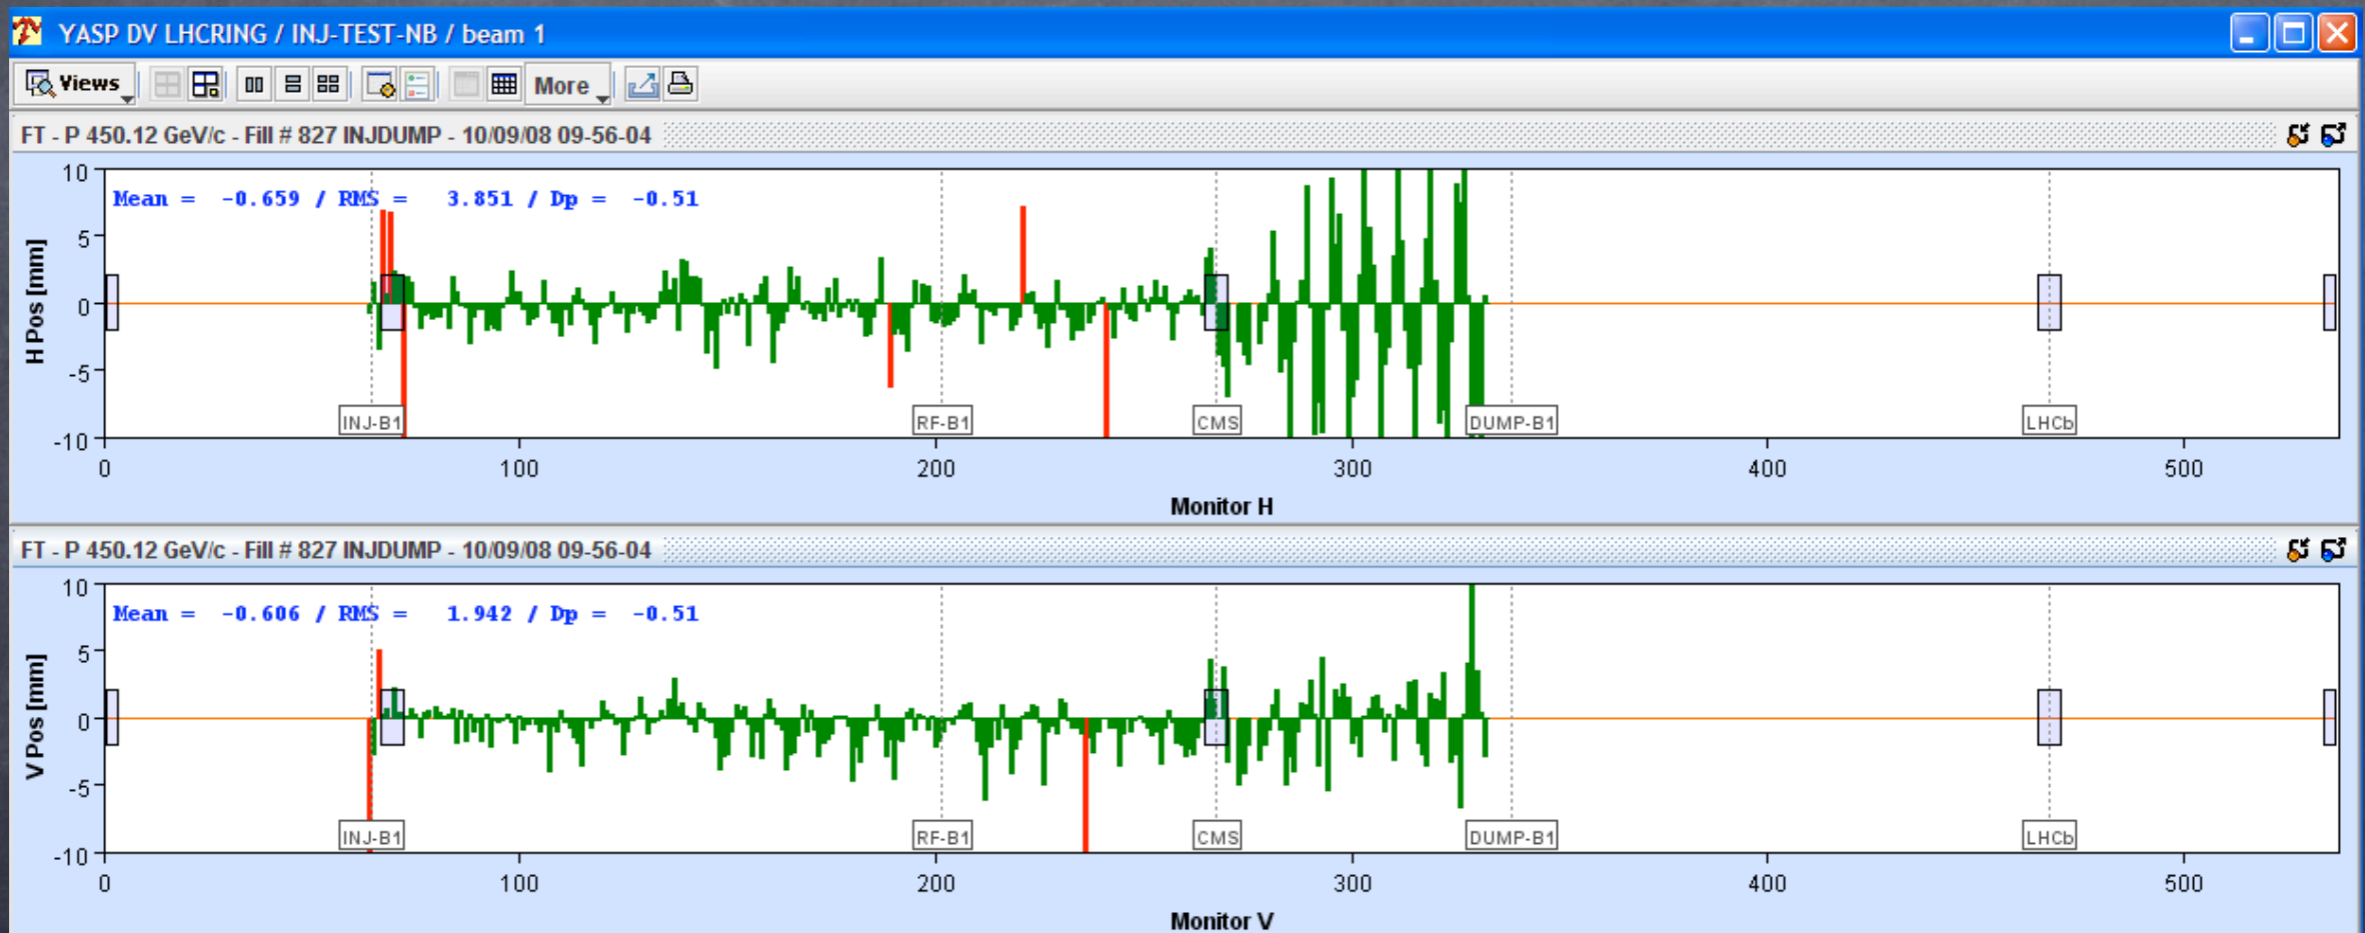 YASP DV LHCRING / INJ-TEST-NB / beam 1
Views More
FT - P 450.12 GeV/c - Fill # 827 INJDUMP - 10/09/08 09-56-04
Mean = -0.659 / RMS = 3.851 / Dp = -0.51
H Pos [mm]
10
5
0
-5
-10
INJ-B1 RF-B1 CMS DUMP-B1 LHCb
0 100 200 300 400 500
Monitor H
FT - P 450.12 GeV/c - Fill # 827 INJDUMP - 10/09/08 09-56-04
Mean = -0.606 / RMS = 1.942 / Dp = -0.51
V Pos [mm]
10
5
0
-5
-10
INJ-B1 RF-B1 CMS DUMP-B1 LHCb
0 100 200 300 400 500
Monitor V